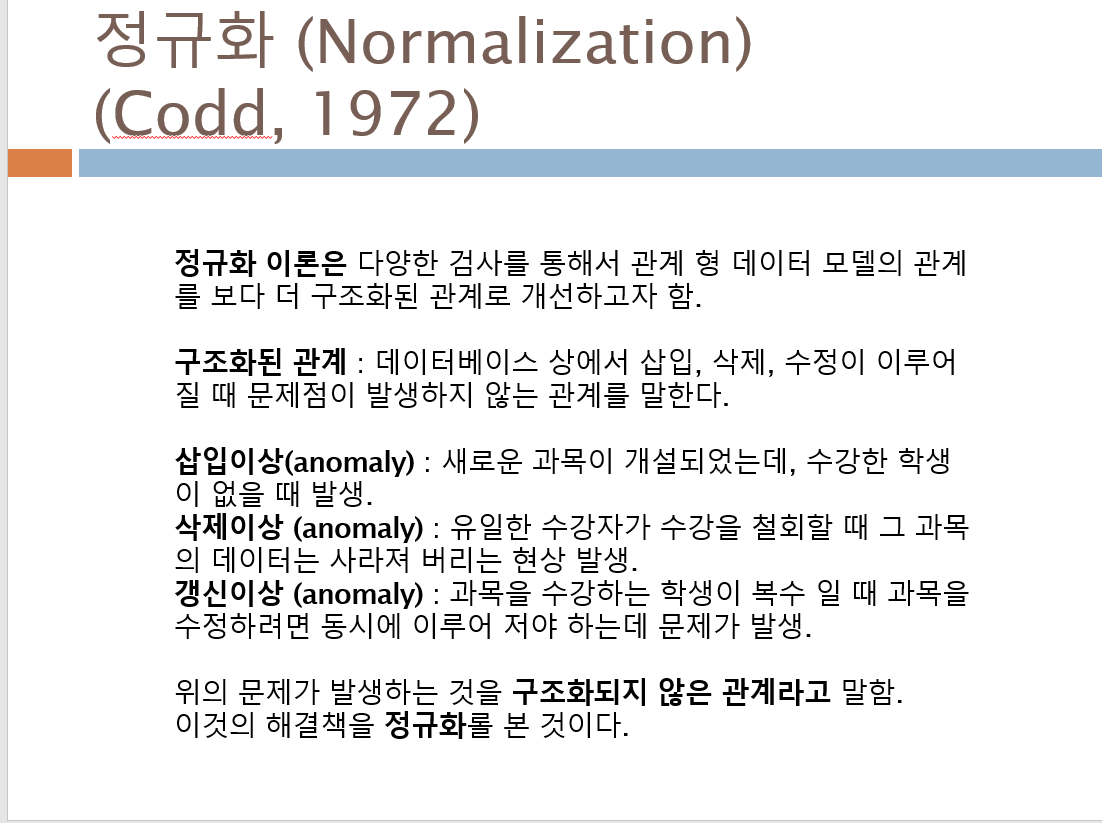 정규화 (Normalization)
(Codd, 1972)
정규화 이론은 다양한 검사를 통해서 관계 형 데이터 모델의 관계
를 보다 더 구조화된 관계로 개선하고자 함.
구조화된 관계 : 데이터베이스 상에서 삽입, 삭제, 수정이 이루어
질 때 문제점이 발생하지 않는 관계를 말한다.
삽입이상(anomaly) : 새로운 과목이 개설되었는데, 수강한 학생
이 없을 때 발생.
삭제이상 (anomaly) : 유일한 수강자가 수강을 철회할 때 그 과목
의 데이터는 사라져 버리는 현상 발생.
갱신이상 (anomaly) : 과목을 수강하는 학생이 복수 일 때 과목을
수정하려면 동시에 이루어 저야 하는데 문제가 발생.
위의 문제가 발생하는 것을 구조화되지 않은 관계라고 말함.
이것의 해결책을 정규화롤 본 것이다.